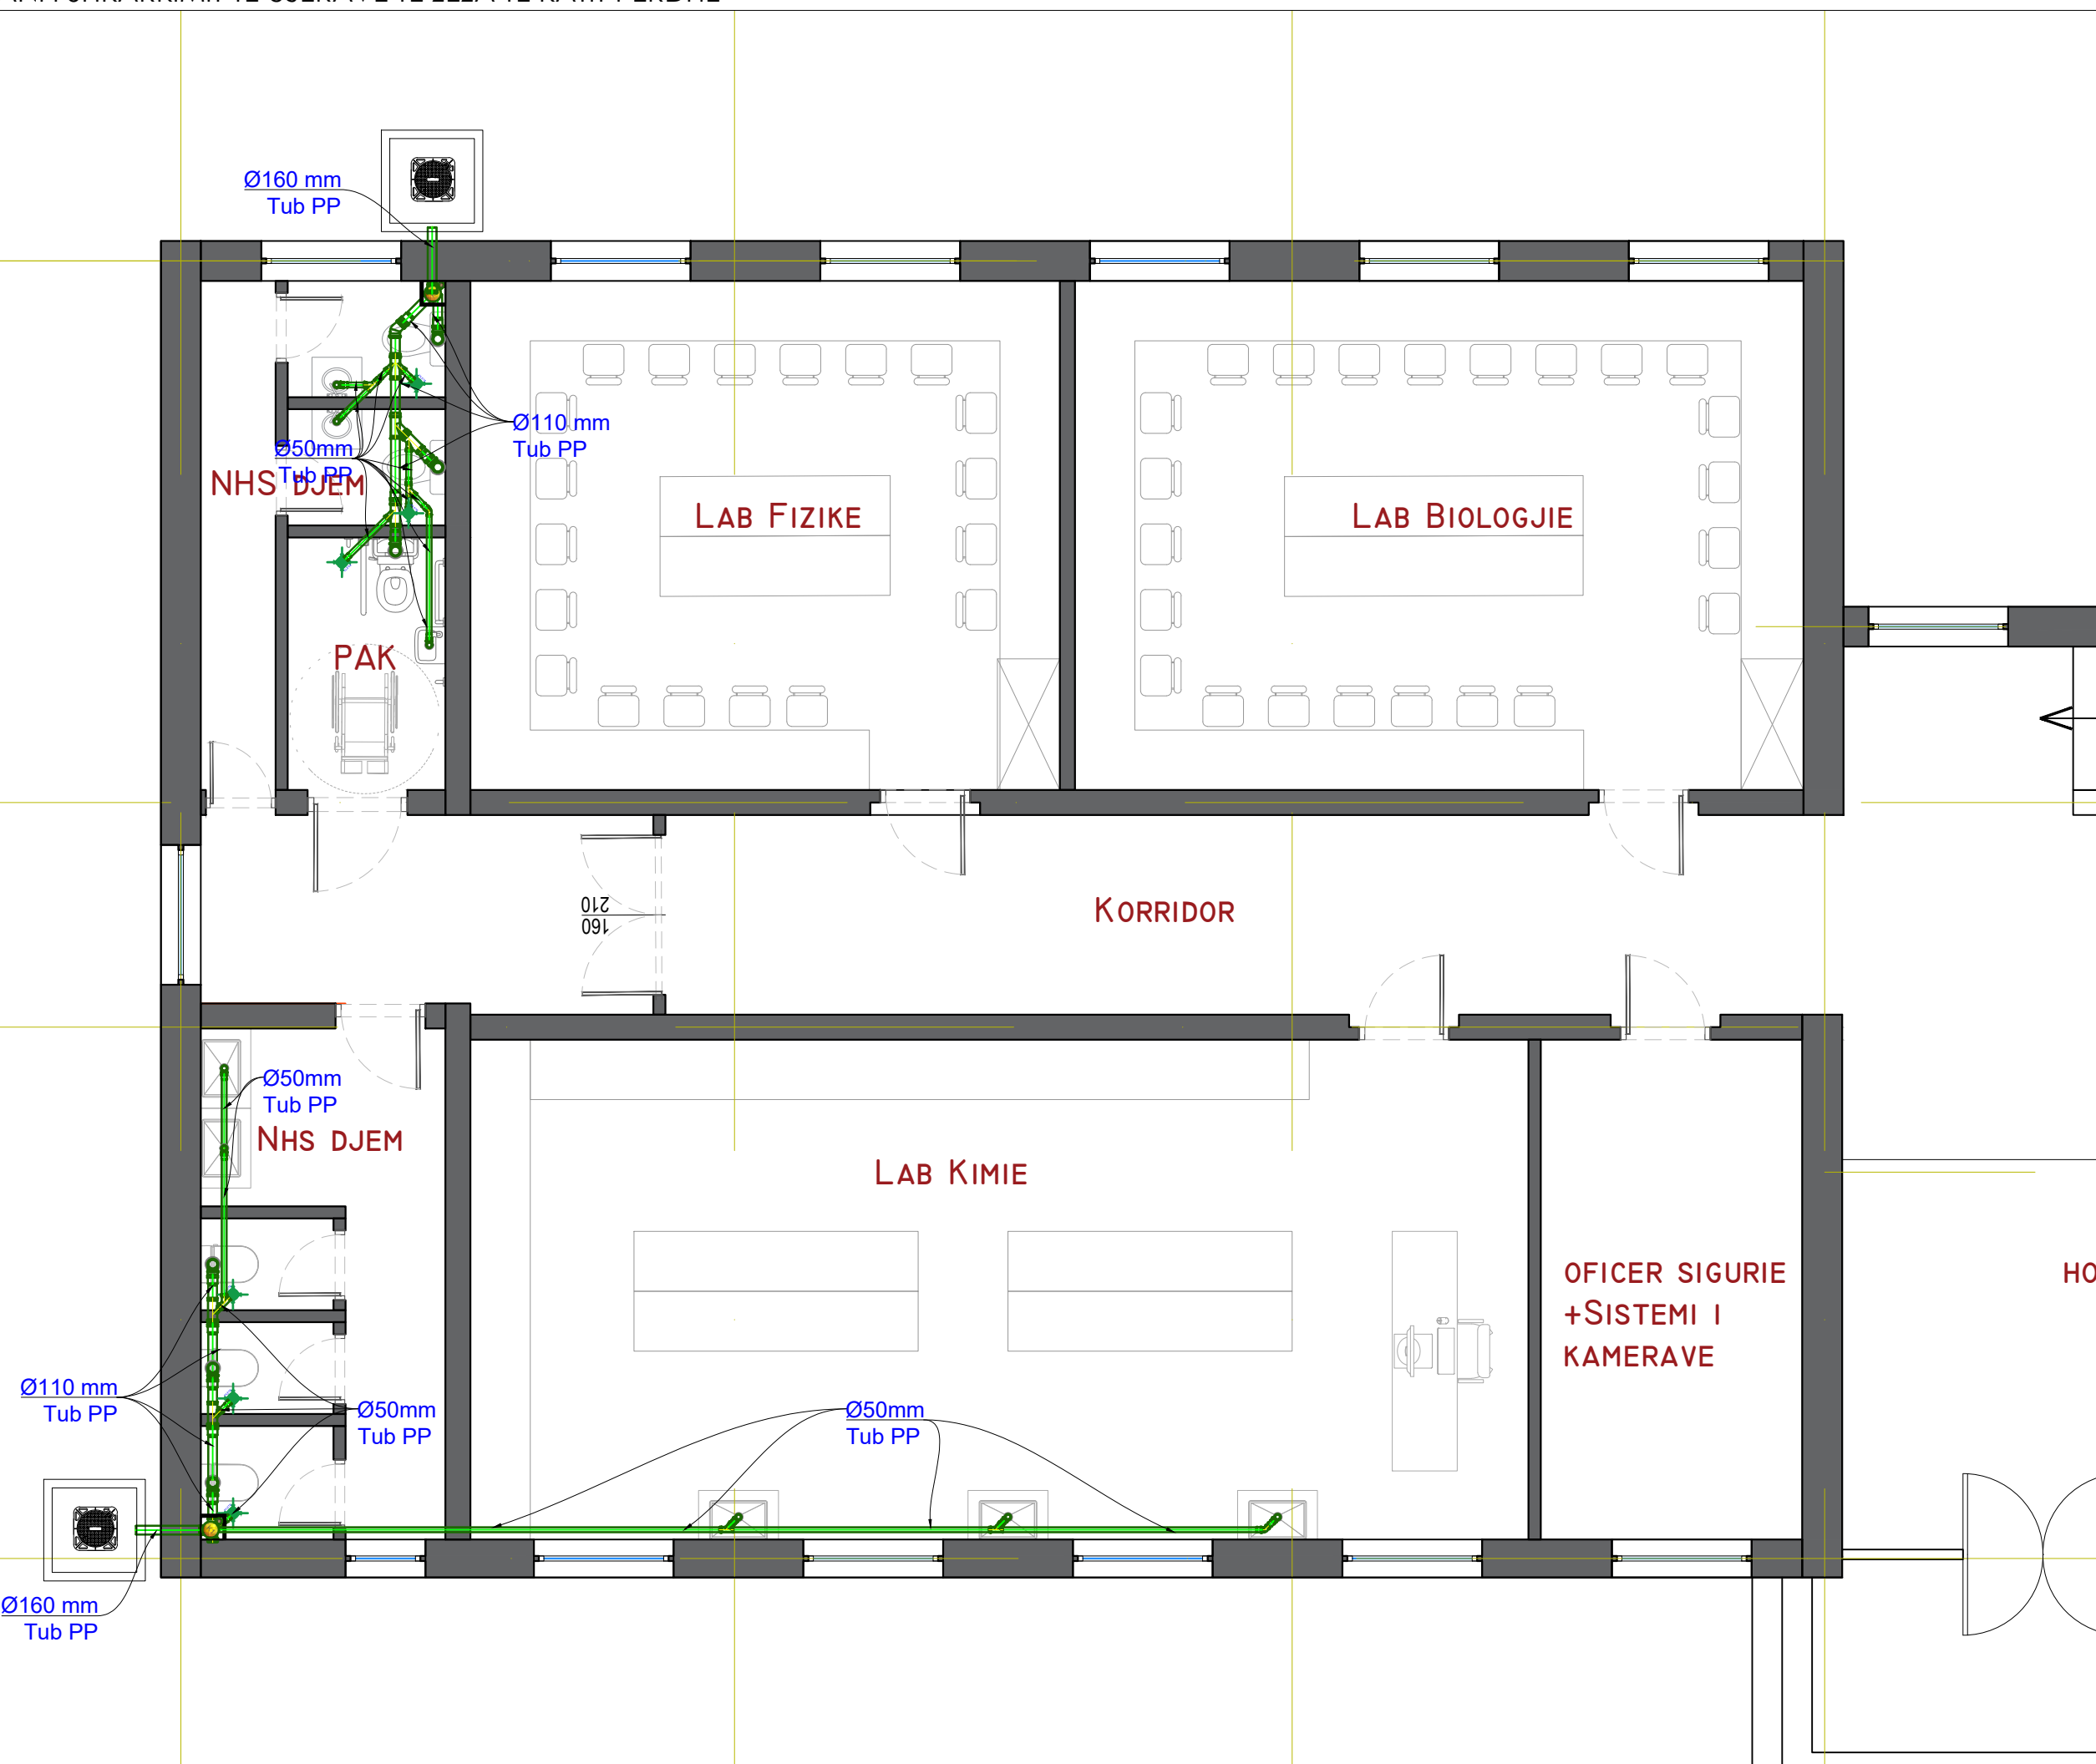 Ø160 mm
Tub PP
Ø110 mm
Tub PP
Ø50mm
Tub PP
NHS DJEM
LAB FIZIKE
LAB BIOLOGJIE
PAK
210
160
KORRIDOR
Ø50mm
Tub PP
NHS DJEM
LAB KIMIE
OFICER SIGURIE
+SISTEMI I
KAMERAVE
HO
Ø110 mm
Tub PP
Ø50mm
Tub PP
Ø50mm
Tub PP
Ø160 mm
Tub PP